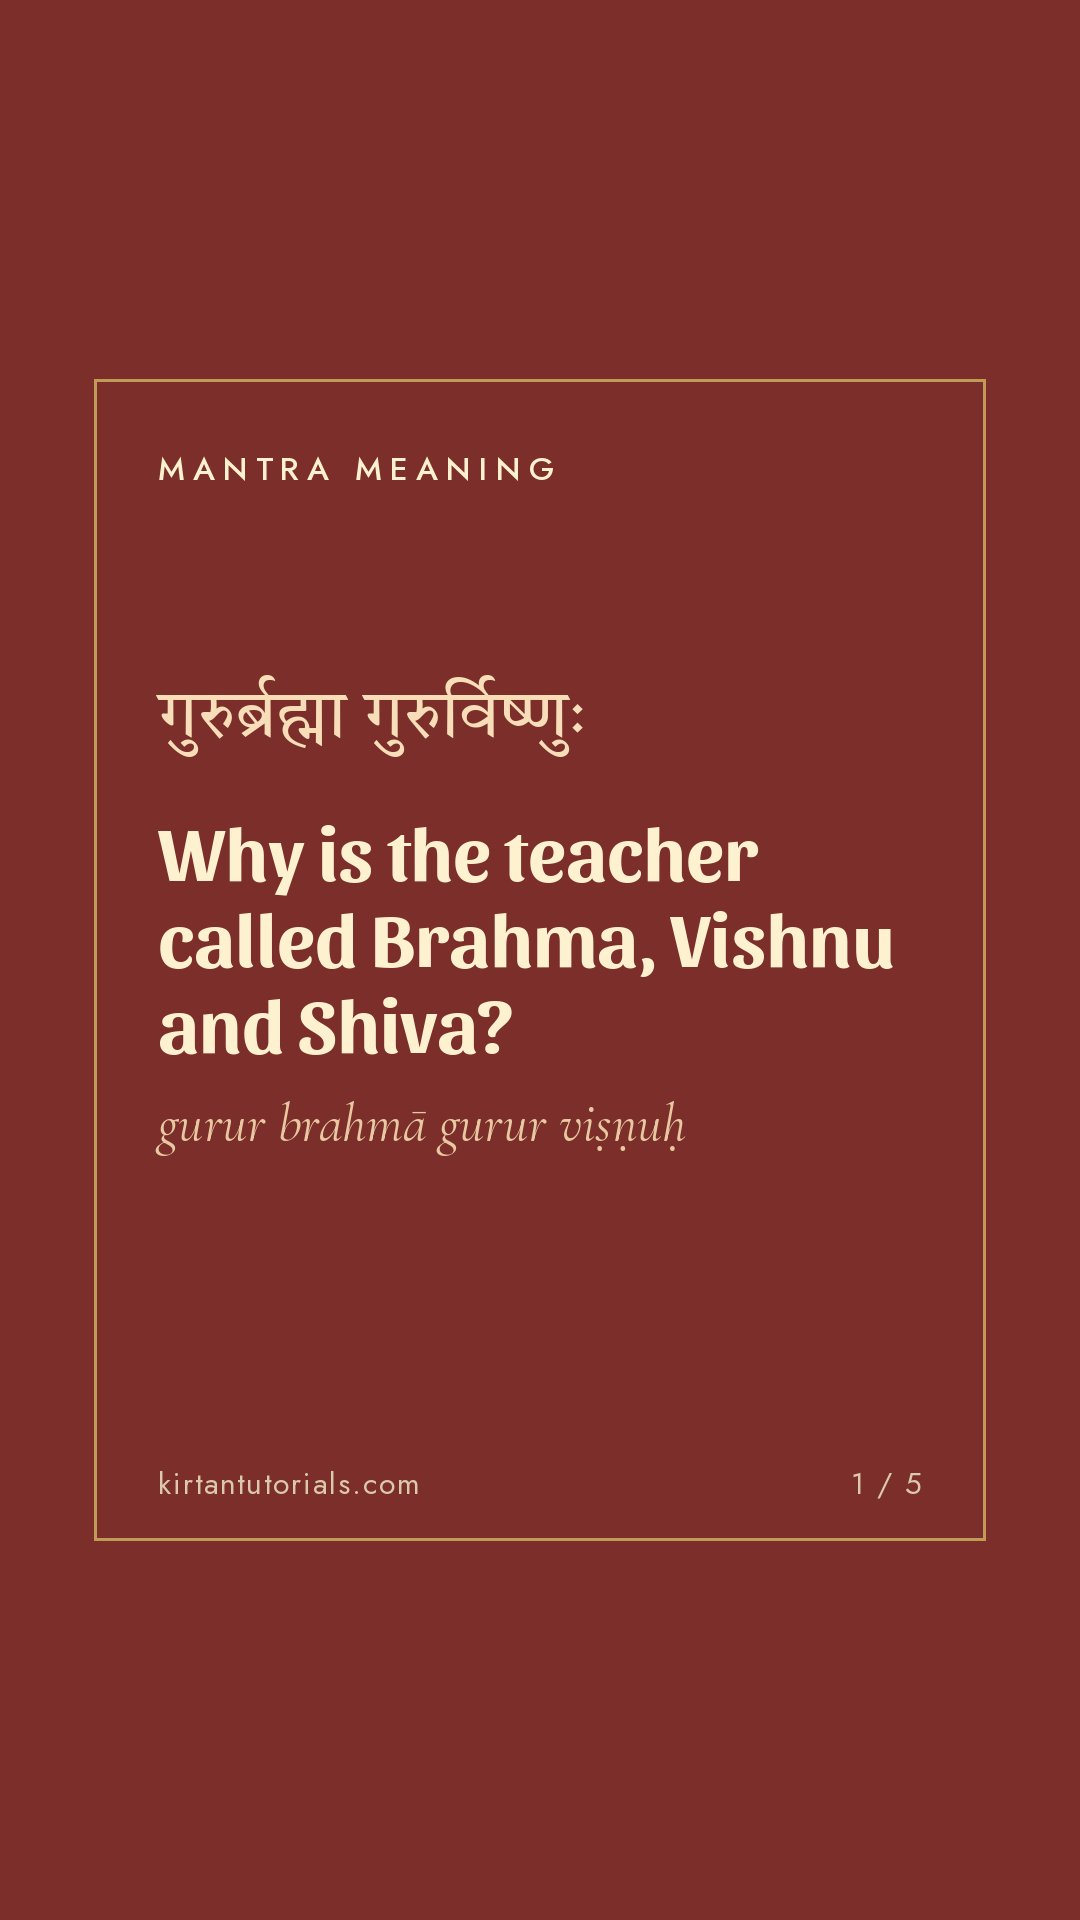 MANTRA MEANING
गुरुर्ब्रह्मा गुरुर्विष्णुः
Why is the teacher
called Brahma, Vishnu
and Shiva?
gurur brahmā gurur viṣṇuḥ
kirtantutorials.com
1 / 5